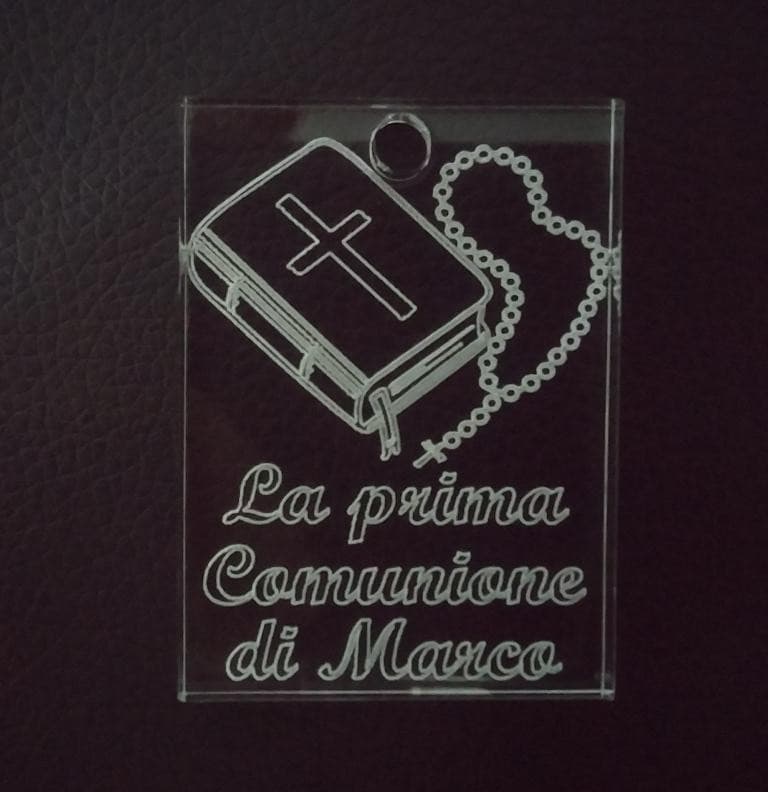 La prima
Comunione
di Marco